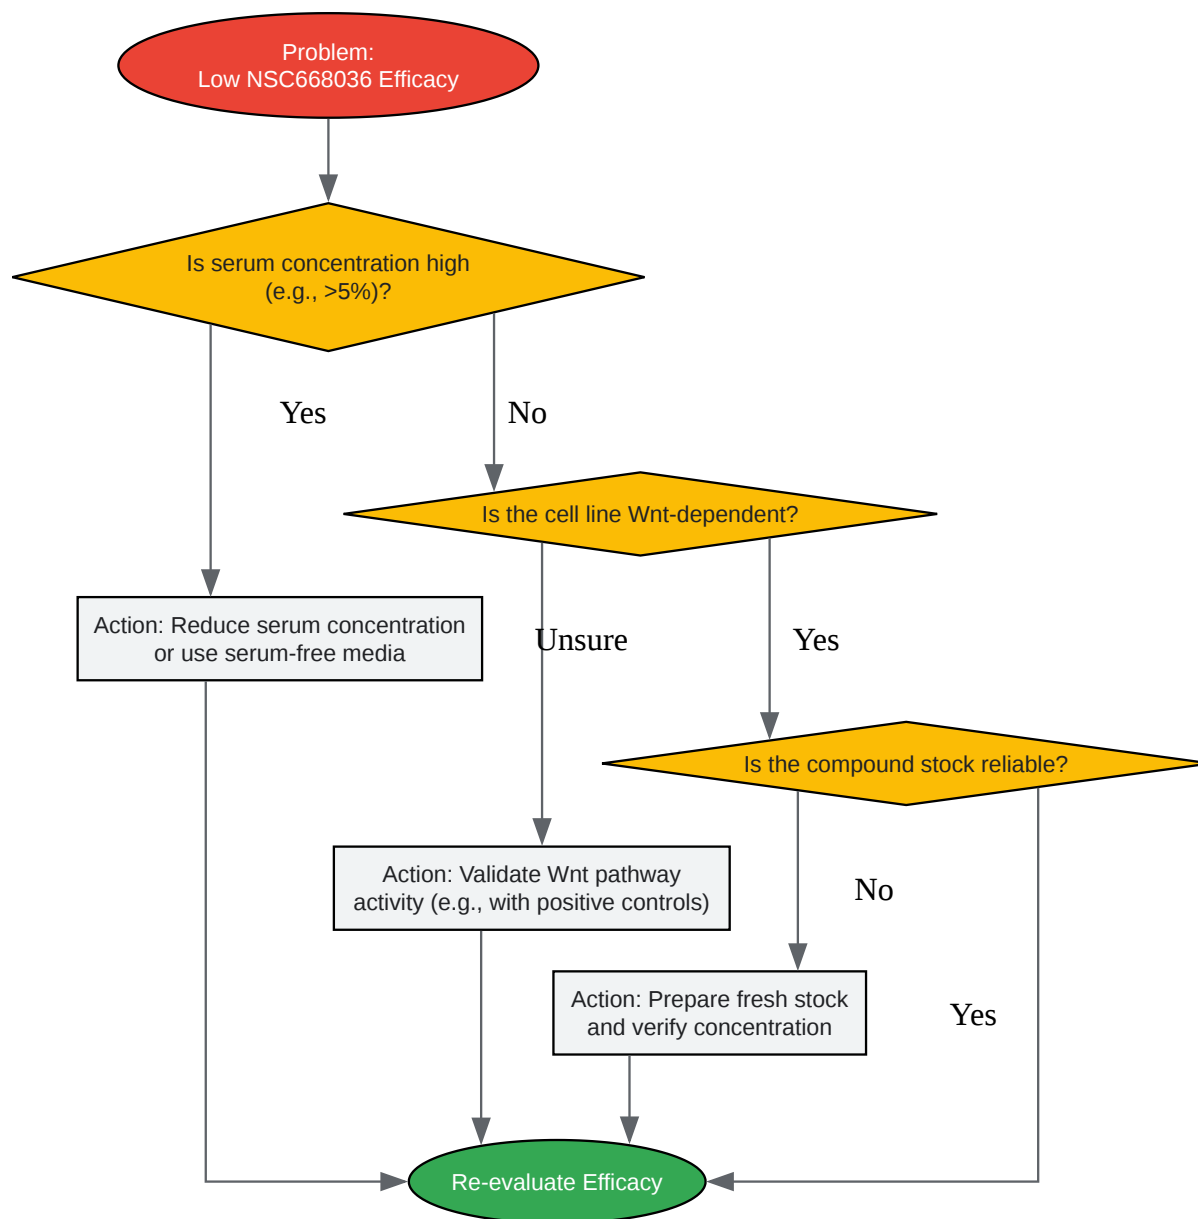 Problem:
Low NSC668036 Efficacy
Is serum concentration high
(e.g., >5%)?
Yes
No
Is the cell line Wnt-dependent?
Action: Reduce serum concentration
or use serum-free media
Unsure
Yes
Is the compound stock reliable?
Action: Validate Wnt pathway
activity (e.g., with positive controls)
No
Action: Prepare fresh stock
and verify concentration
Yes
Re-evaluate Efficacy